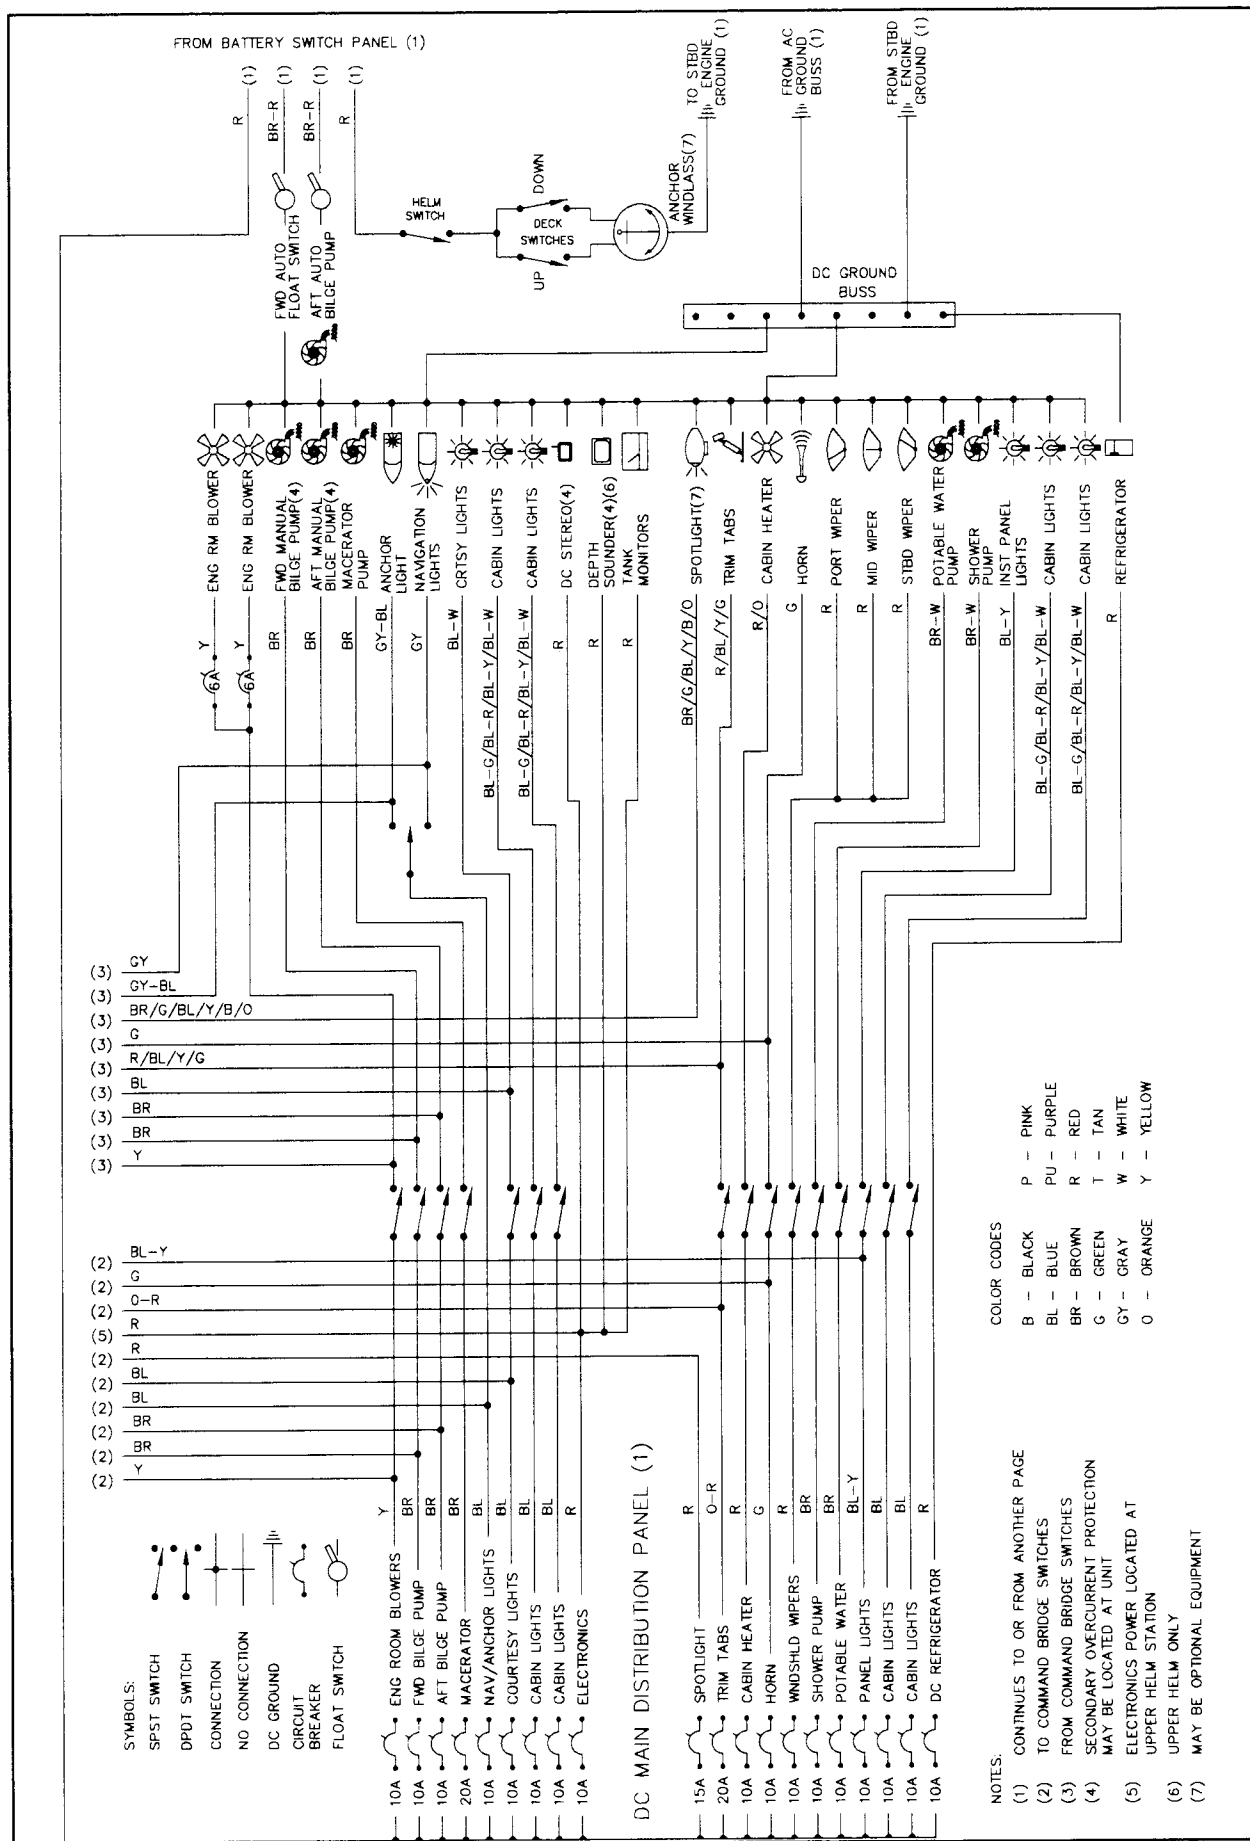 FROM BATTERY SWITCH PANEL (1)
(1)
(1)
(1)
(1)
R
BR-R
BR-R
R
FWD AUTO
FLOAT SWITCH
AFT AUTO
BILGE PUMP
HELM
SWITCH
DECK
SWITCHES
UP
DOWN
ANCHOR
WINDLASS(7)
TO STBD
ENGINE
GROUND (1)
FROM AC
GROUND
BUSS (1)
FROM STBD
ENGINE
GROUND (1)
DC GROUND
BUSS
ENG RM BLOWER
ENG RM BLOWER
FWD MANUAL
BILGE PUMP(4)
AFT MANUAL
BILGE PUMP(4)
MACERATOR
PUMP
ANCHOR
LIGHT
NAVIGATION
LIGHTS
CRTSY LIGHTS
CABIN LIGHTS
CABIN LIGHTS
DC STEREO(4)
DEPTH
SOUNDER(4)(6)
TANK
MONITORS
SPOTLIGHT(7)
TRIM TABS
CABIN HEATER
HORN
PORT WIPER
MID WIPER
STBD WIPER
POTABLE WATER
PUMP
SHOWER
PUMP
INST PANEL
LIGHTS
CABIN LIGHTS
CABIN LIGHTS
REFRIGERATOR
6A
Y
6A
Y
BR
BR
BR
GY-BL
GY
BL-W
BL-G/BL-R/BL-Y/BL-W
BL-G/BL-R/BL-Y/BL-W
R
R
R
BR/G/BL/Y/B/O
R/BL/Y/G
R/O
G
R
R
R
BR-W
BR-W
BL-Y
BL-G/BL-R/BL-Y/BL-W
BL-G/BL-R/BL-Y/BL-W
R
(3) GY
(3) GY-BL
(3) BR/G/BL/Y/B/O
(3) G
(3) R/BL/Y/G
(3) BL
(3) BR
(3) BR
(3) Y
(2) BL-Y
(2) G
(2) O-R
(5) R
(2) R
(2) BL
(2) BL
(2) BR
(2) BR
(2) Y
COLOR CODES
B – BLACK P – PINK
BL – BLUE PU – PURPLE
BR – BROWN R – RED
G – GREEN T – TAN
GY – GRAY W – WHITE
O – ORANGE Y – YELLOW
SYMBOLS:
SPST SWITCH
DPDT SWITCH
CONNECTION
NO CONNECTION
DC GROUND
CIRCUIT
BREAKER
FLOAT SWITCH
DC MAIN DISTRIBUTION PANEL (1)
10A ENG ROOM BLOWERS Y
10A FWD BILGE PUMP BR
10A AFT BILGE PUMP BR
20A MACERATOR BR
10A NAV/ANCHOR LIGHTS BL
10A COURTESY LIGHTS BL
10A CABIN LIGHTS BL
10A CABIN LIGHTS BL
10A ELECTRONICS R
15A SPOTLIGHT R
20A TRIM TABS O-R
10A CABIN HEATER R
10A HORN G
10A WNDSHLD WIPERS R
10A SHOWER PUMP BR
10A POTABLE WATER BR
10A PANEL LIGHTS BL-Y
10A CABIN LIGHTS BL
10A CABIN LIGHTS BL
10A DC REFRIGERATOR R
NOTES:
(1) CONTINUES TO OR FROM ANOTHER PAGE
(2) TO COMMAND BRIDGE SWITCHES
(3) FROM COMMAND BRIDGE SWITCHES
(4) SECONDARY OVERCURRENT PROTECTION
MAY BE LOCATED AT UNIT
(5) ELECTRONICS POWER LOCATED AT
UPPER HELM STATION
(6) UPPER HELM ONLY
(7) MAY BE OPTIONAL EQUIPMENT